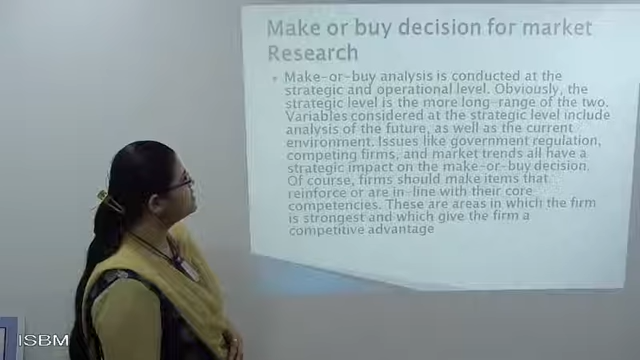 Make or buy decision for market
Research
Make-or-buy analysis is conducted at the
strategic and operational level. Obviously, the
strategic level is the more long-range of the two.
Variables considered at the strategic level include
analysis of the future, as well as the current
environment. Issues like government regulation,
competing firms, and market trends all have a
strategic impact on the make-or-buy decision.
Of course, firms should make items that
reinforce or are in-line with their core
competencies. These are areas in which the firm
is strongest and which give the firm a
competitive advantage
ISBM